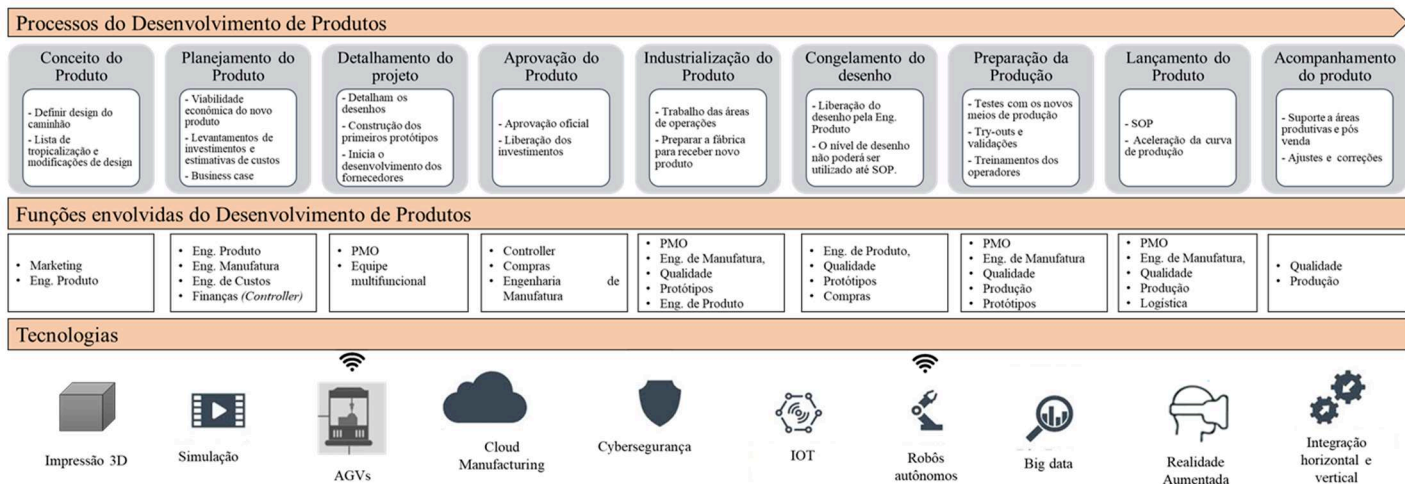 Processos do Desenvolvimento de Produtos
Conceito do
Produto
- Definir design do
caminhão
- Lista de
tropicalização e
modificações de design
Planejamento do
Produto
- Viabilidade
econômica do novo
produto
- Levantamentos de
investimentos e
estimativas de custos
- Business case
Detalhamento do
projeto
- Detalham os
desenhos
- Construção dos
primeiros protótipos
- Inicia o
desenvolvimento dos
fornecedores
Aprovação do
Produto
- Aprovação oficial
- Liberação dos
investimentos
Industrialização do
Produto
- Trabalho das áreas
de operações
- Preparar a fábrica
para receber novo
produto
Congelamento do
desenho
- Liberação do
desenho pela Eng.
Produto
- O nível de desenho
não poderá ser
utilizado até SOP.
Preparação da
Produção
- Testes com os novos
meios de produção
- Try-outs e
validações
- Treinamentos dos
operadores
Lançamento do
Produto
- SOP
- Aceleração da curva
de produção
Acompanhamento
do produto
- Suporte a áreas
produtivas e pós
venda
- Ajustes e correções
Funções envolvidas do Desenvolvimento de Produtos
• Marketing
• Eng. Produto
• Eng. Produto
• Eng. Manufatura
• Eng. de Custos
• Finanças (Controller)
• PMO
• Equipe
multifuncional
• Controller
• Compras
• Engenharia de
Manufatura
• PMO
• Eng. de Manufatura,
• Qualidade
• Protótipos
• Eng. de Produto
• Eng. de Produto,
• Qualidade
• Protótipos
• Compras
• PMO
• Eng. de Manufatura
• Qualidade
• Produção
• Protótipos
• PMO
• Eng. de Manufatura,
• Qualidade
• Produção
• Logística
• Qualidade
• Produção
Tecnologias
Impressão 3D
Simulação
AGVs
Cloud
Manufacturing
Cybersegurança
IOT
Robôs
autônomos
Big data
Realidade
Aumentada
Integração
horizontal e
vertical